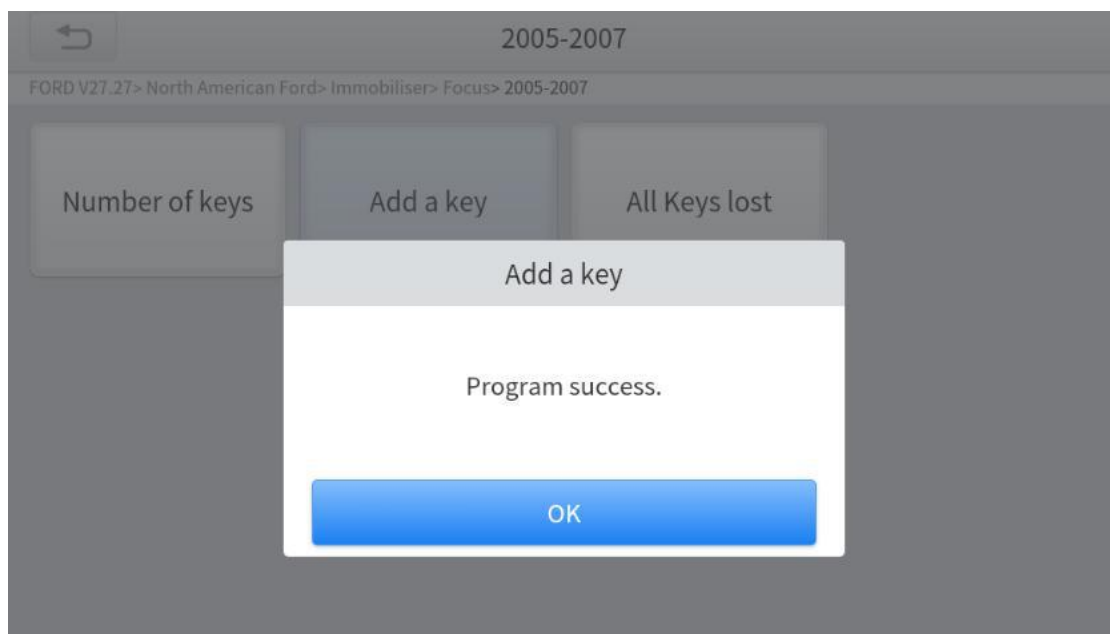 2005-2007
FORD V27.27> North American Ford> Immobiliser> Focus> 2005-2007
Number of keys
Add a key
All Keys lost
Add a key
Program success.
OK